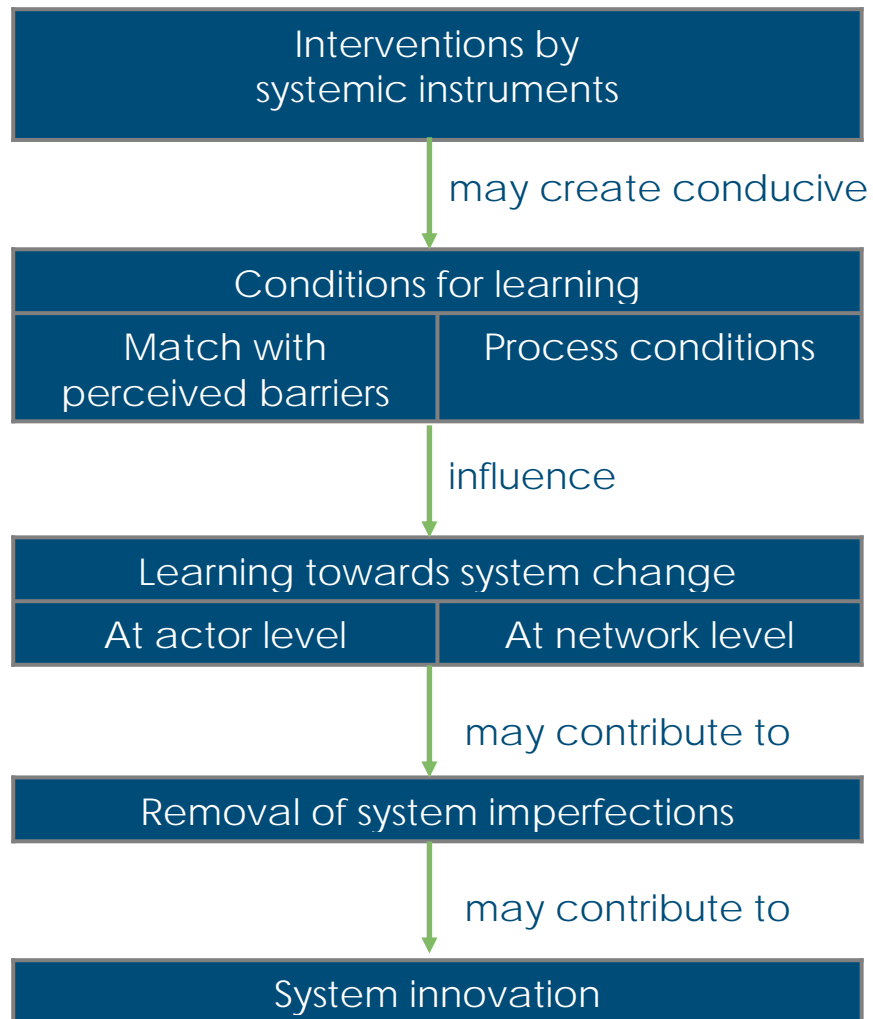 Interventions by
systemic instruments
may create conducive
Conditions for learning
Match with
perceived barriers
Process conditions
influence
Learning towards system change
At actor level
At network level
may contribute to
Removal of system imperfections
may contribute to
System innovation